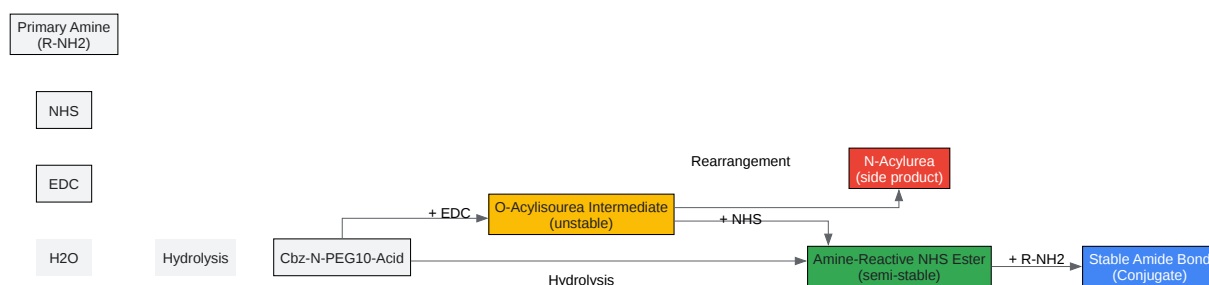 Primary Amine
(R-NH2)
NHS
EDC
H2O
Hydrolysis
Cbz-N-PEG10-Acid
+ EDC
O-Acylisourea Intermediate
(unstable)
Rearrangement
N-Acylurea
(side product)
+ NHS
Hydrolysis
Amine-Reactive NHS Ester
(semi-stable)
+ R-NH2
Stable Amide Bond
(Conjugate)